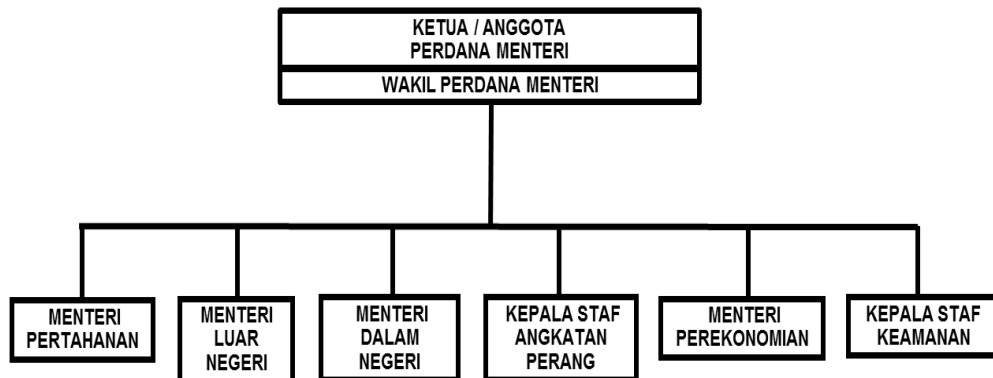 KETUA / ANGGOTA
PERDANA MENTERI
WAKIL PERDANA MENTERI
MENTERI
PERTAHANAN
MENTERI
LUAR
NEGERI
MENTERI
DALAM
NEGERI
KEPALA STAF
ANGKATAN
PERANG
MENTERI
PEREKONOMIAN
KEPALA STAF
KEAMANAN